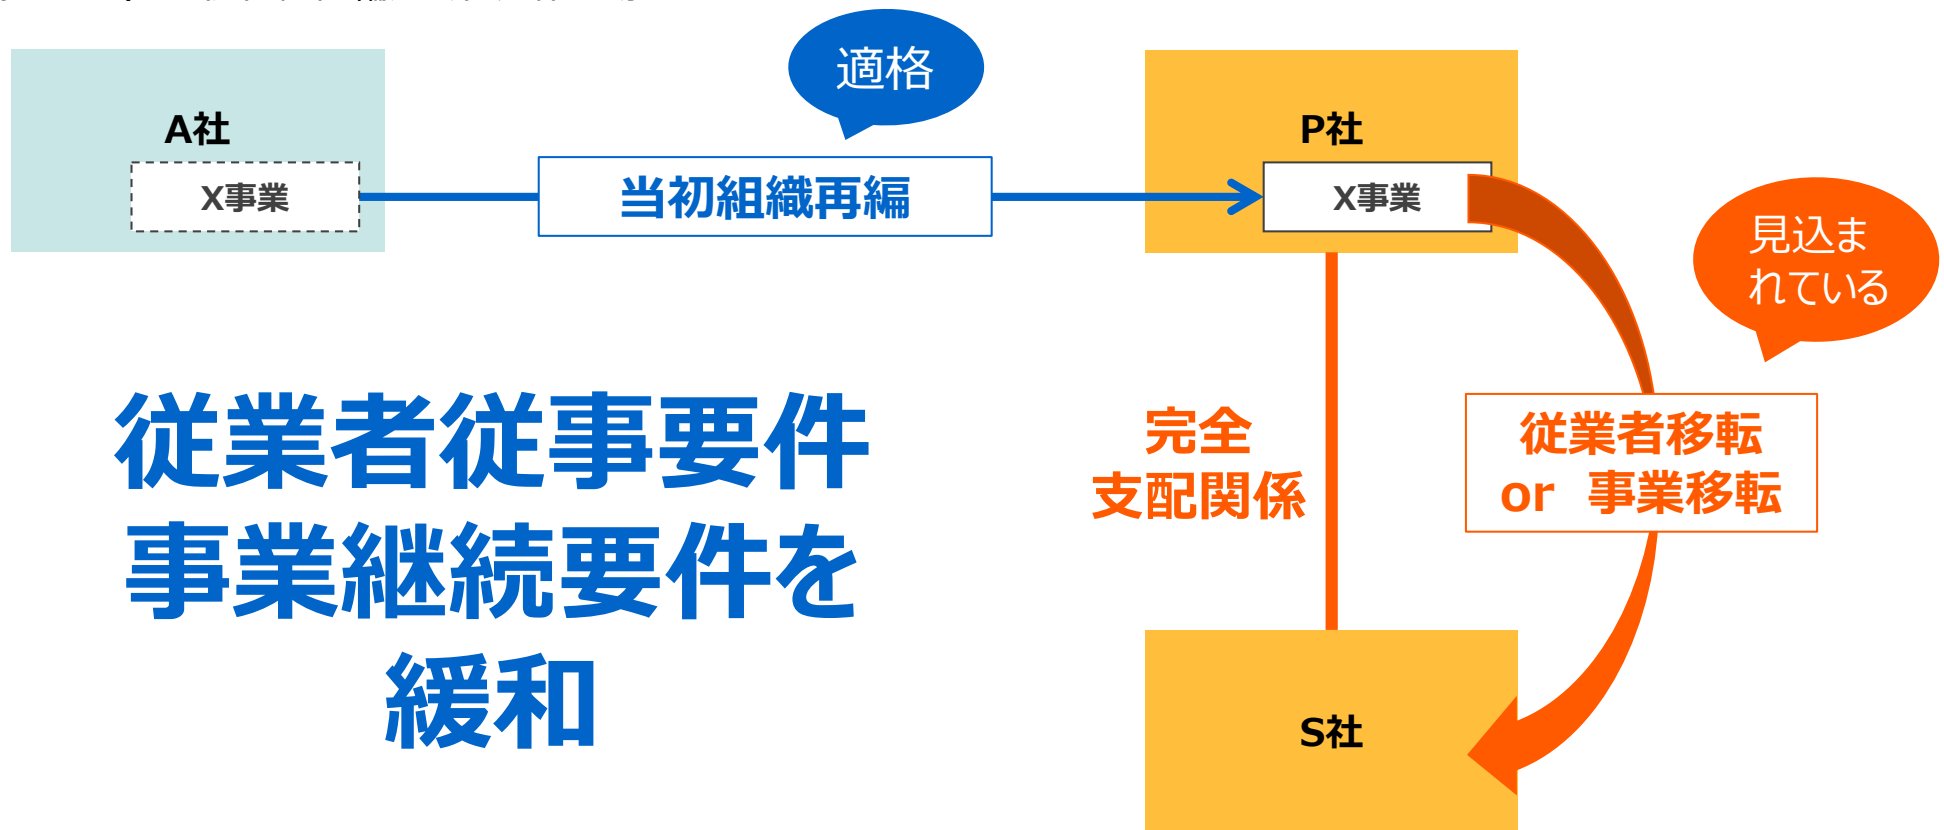 適格
A社
P社
X事業
当初組織再編
X事業
見込ま
れている
従業者従事要件
事業継続要件を
緩和
完全
支配関係
従業者移転
or 事業移転
S社